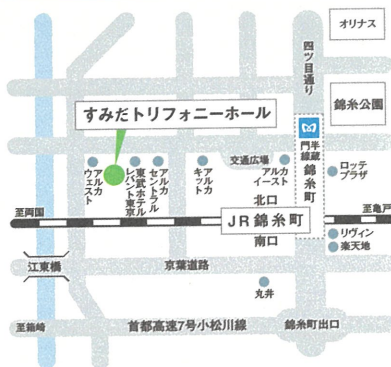 オリナス
四ツ目通り
錦糸公園
すみだトリフォニーホール
半蔵門線 錦糸町
アルカウェスト
東武ホテルレバント東京
アルカセントラル
アルカキット
交通広場
アルカイースト
ロッテプラザ
北口
至両国
JR錦糸町
至亀戸
南口
リヴィン
楽天地
江東橋
京葉道路
丸井
至箱崎
首都高速7号小松川線
錦糸町出口